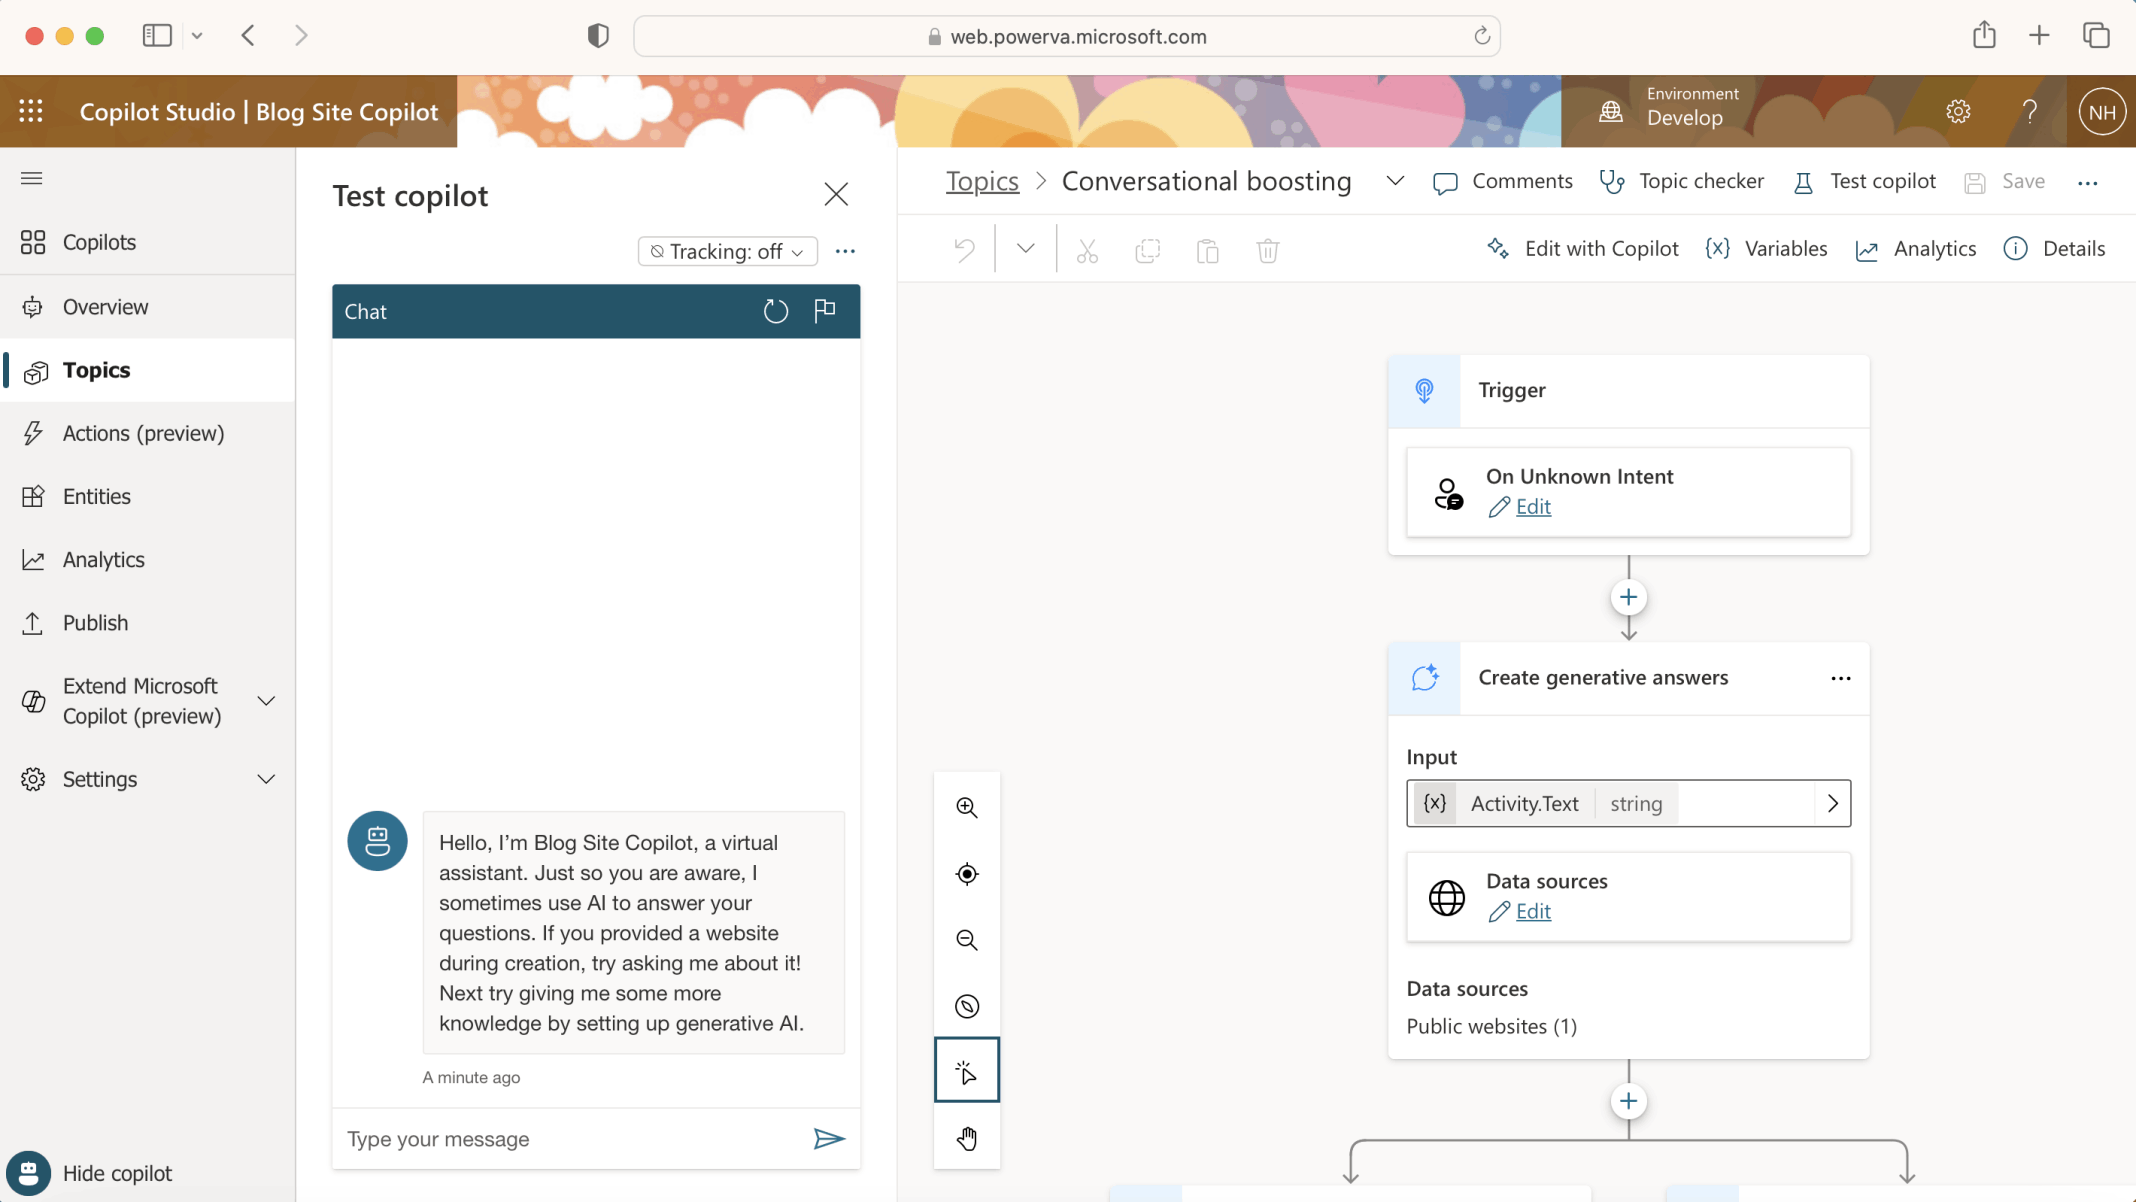 web.powerva.microsoft.com
Copilot Studio | Blog Site Copilot
Environment
Develop
?
NH
Copilots
Overview
Topics
Actions (preview)
Entities
Analytics
Publish
Extend Microsoft
Copilot (preview)
Settings
Hide copilot
Test copilot
Tracking: off
Chat
Hello, I'm Blog Site Copilot, a virtual
assistant. Just so you are aware, I
sometimes use AI to answer your
questions. If you provided a website
during creation, try asking me about it!
Next try giving me some more
knowledge by setting up generative AI.
A minute ago
Type your message
Topics > Conversational boosting
Comments
Topic checker
Test copilot
Save
Edit with Copilot
{x} Variables
Analytics
Details
Trigger
On Unknown Intent
Edit
Create generative answers
Input
{x} Activity.Text string
Data sources
Edit
Data sources
Public websites (1)